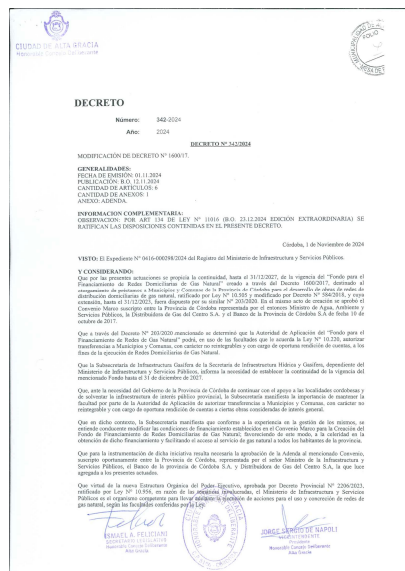 CIUDAD DE ALTA GRACIA
Honorable Concejo Deliberante
FOLIO
DECRETO
Número: 342-2024
Año: 2024
DECRETO N° 342/2024
MODIFICACIÓN DE DECRETO N° 1600/17.
GENERALIDADES:
FECHA DE EMISIÓN: 01.11.2024
PUBLICACIÓN: B.O. 12.11.2024
CANTIDAD DE ARTÍCULOS: 6
CANTIDAD DE ANEXOS: 1
ANEXO: ADENDA.
INFORMACIÓN COMPLEMENTARIA:
OBSERVACIÓN: POR ART 134 DE LEY N° 11016 (B.O. 23.12.2024 EDICIÓN EXTRAORDINARIA) SE
RATIFICAN LAS DISPOSICIONES CONTENIDAS EN EL PRESENTE DECRETO.
Córdoba, 1 de Noviembre de 2024
VISTO: El Expediente N° 0416-000298/2024 del Registro del Ministerio de Infraestructura y Servicios Públicos.
Y CONSIDERANDO:
Que por las presentes actuaciones se propicia la continuidad, hasta el 31/12/2027, de la vigencia del "Fondo para el
Financiamiento de Redes Domiciliarias de Gas Natural" creado a través del Decreto 1600/2017, destinado al
otorgamiento de préstamos a Municipios y Comunas de la Provincia de Córdoba para el desarrollo de obras de redes de
distribución domiciliarias de gas natural, ratificado por Ley N° 10.505 y modificado por Decreto N° 584/2018, y cuya
extensión, hasta el 31/12/2023, fuera dispuesta por su similar N° 203/2020. En el mismo acto de creación se aprobó el
Convenio Marco suscripto entre la Provincia de Córdoba representada por el entonces Ministro de Agua, Ambiente y
Servicios Públicos, la Distribuidora de Gas del Centro S.A. y el Banco de la Provincia de Córdoba S.A de fecha 10 de
octubre de 2017.
Que a través del Decreto N° 203/2020 mencionado se determinó que la Autoridad de Aplicación del "Fondo para el
Financiamiento de Redes de Gas Natural" podrá, en uso de las facultades que le acuerda la Ley N° 10.220, autorizar
transferencias a Municipios y Comunas, con carácter no reintegrables y con cargo de oportuna rendición de cuentas, a los
fines de la ejecución de Redes Domiciliarias de Gas Natural.
Que la Subsecretaría de Infraestructura Gasífera de la Secretaría de Infraestructura Hídrica y Gasífera, dependiente del
Ministerio de Infraestructura y Servicios Públicos, informa la necesidad de establecer la continuidad de la vigencia del
mencionado Fondo hasta el 31 de diciembre de 2027.
Que, ante la necesidad del Gobierno de la Provincia de Córdoba de continuar con el apoyo a las localidades cordobesas y
de solventar la infraestructura de interés público provincial, la Subsecretaría manifiesta la importancia de mantener la
facultad por parte de la Autoridad de Aplicación de autorizar transferencias a Municipios y Comunas, con carácter no
reintegrable y con cargo de oportuna rendición de cuentas a ciertas obras consideradas de interés general.
Que en dicho contexto, la Subsecretaría manifiesta que conforme a la experiencia en la gestión de los mismos, se
entiende conducente modificar las condiciones de financiamiento establecidos en el Convenio Marco para la Creación del
Fondo de Financiamiento de Redes Domiciliarias de Gas Natural; favoreciendo de este modo, a la celeridad en la
obtención de dicho financiamiento y facilitando el acceso al servicio de gas natural a todos los habitantes de la provincia.
Que para la instrumentación de dicha iniciativa resulta necesaria la aprobación de la Adenda al mencionado Convenio,
suscripto oportunamente entre la Provincia de Córdoba, representada por el señor Ministro de la Infraestructura y
Servicios Públicos, el Banco de la provincia de Córdoba S.A. y Distribuidora de Gas del Centro SA, la que luce
agregada a los presentes actuados.
Que virtual de la nueva Estructura Orgánica del Poder Ejecutivo, aprobada por Decreto Provincial N° 2206/2023,
ratificado por Ley N° 10.956, en razón de las materias involucradas, el Ministerio de Infraestructura y Servicios
Públicos es el organismo competente para llevar adelante la ejecución de acciones para el uso y concreción de redes de
gas natural, según las facultades conferidas por la Ley.
ISMAEL A. FELICIANI
SECRETARIO LEGISLATIVO
Honorable Concejo Deliberante
Alta Gracia
JORGE SERGIO DE NAPOLI
Presidente
Honorable Concejo Deliberante
Alta Gracia